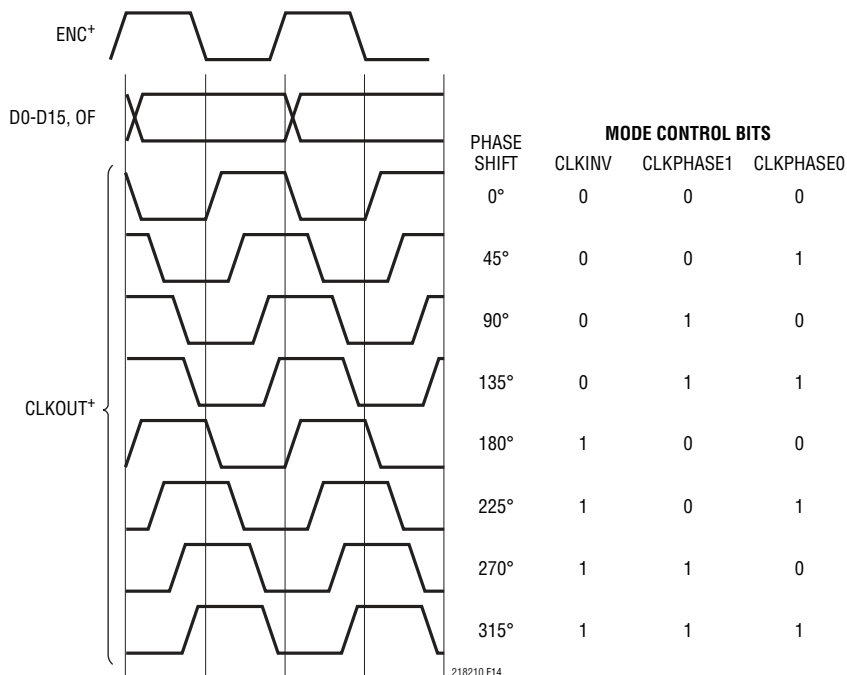 ENC+
D0-D15, OF
CLKOUT+
MODE CONTROL BITS
PHASE SHIFT CLKINV CLKPHASE1 CLKPHASE0
0° 0 0 0
45° 0 0 1
90° 0 1 0
135° 0 1 1
180° 1 0 0
225° 1 0 1
270° 1 1 0
315° 1 1 1
218210 F14